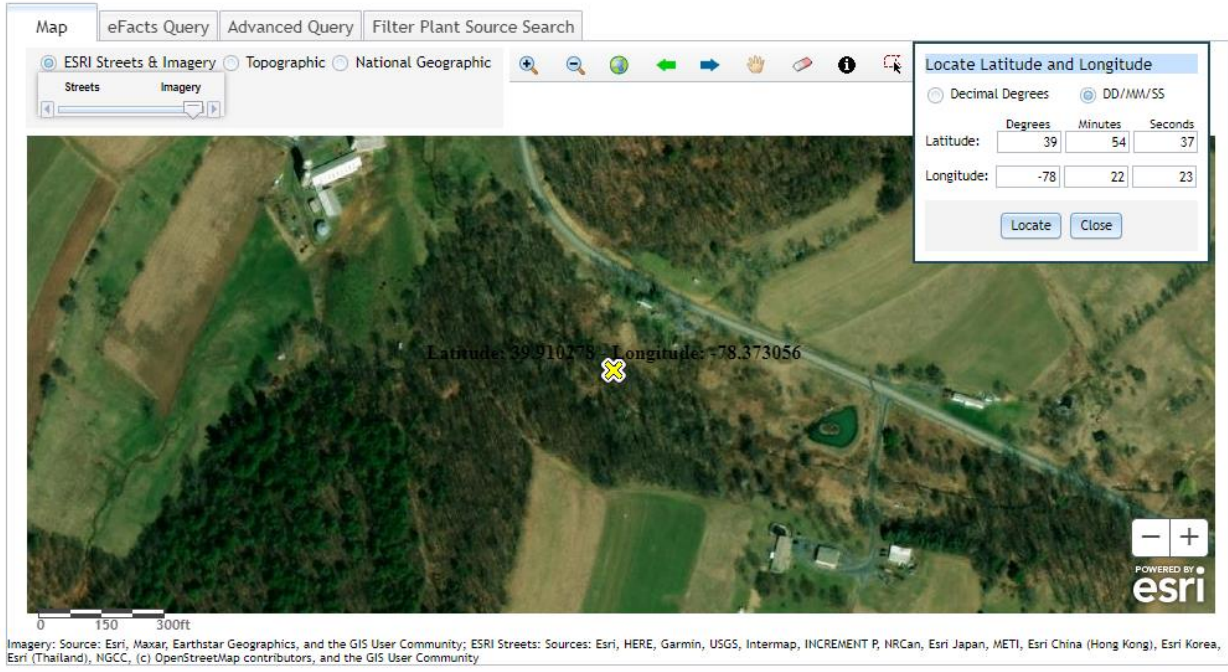 Map eFacts Query Advanced Query Filter Plant Source Search
ESRI Streets & Imagery Topographic National Geographic
Streets Imagery
Locate Latitude and Longitude
Decimal Degrees DD/MM/SS
Degrees Minutes Seconds
Latitude: 39 54 37
Longitude: -78 22 23
Locate Close
Latitude: 39.910278 Longitude: -78.373056
POWERED BY
esri
0 150 300ft
Imagery: Source: Esri, Maxar, Earthstar Geographics, and the GIS User Community; ESRI Streets: Sources: Esri, HERE, Garmin, USGS, Intermap, INCREMENT P, NRCan, Esri Japan, METI, Esri China (Hong Kong), Esri Korea,
Esri (Thailand), NGCC, (c) OpenStreetMap contributors, and the GIS User Community